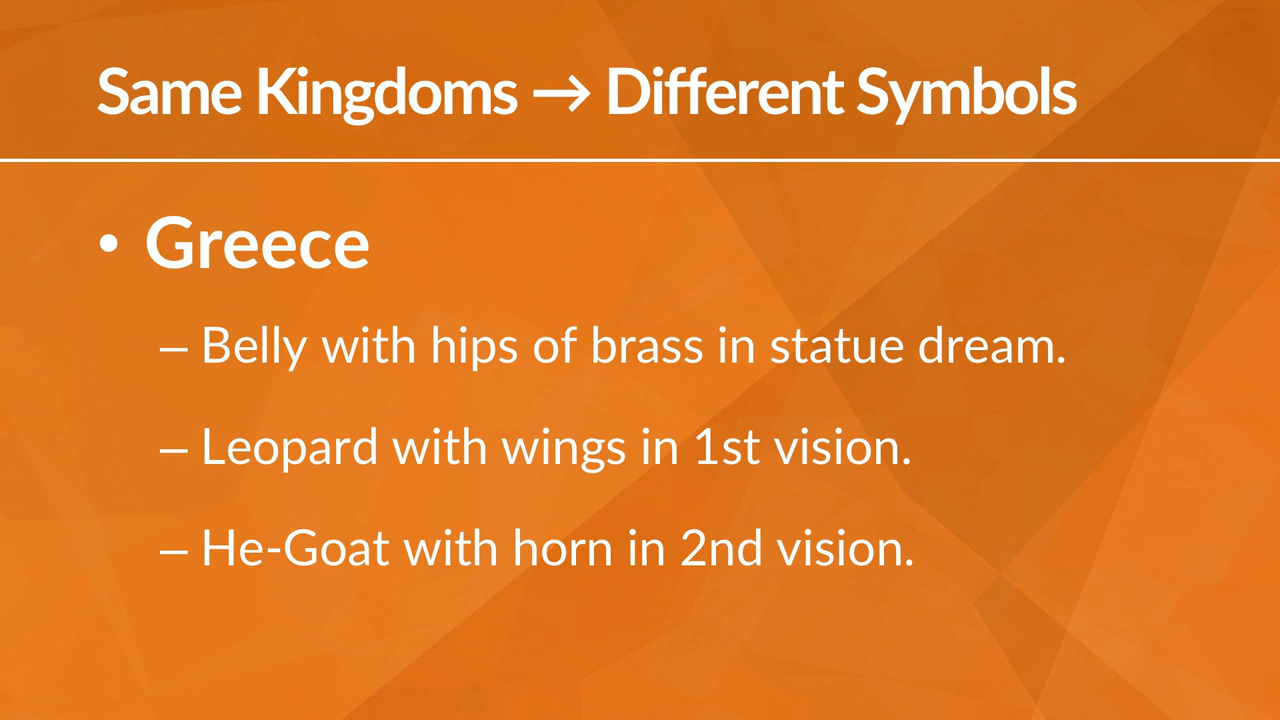 Same Kingdoms → Different Symbols
• Greece
– Belly with hips of brass in statue dream.
– Leopard with wings in 1st vision.
– He-Goat with horn in 2nd vision.